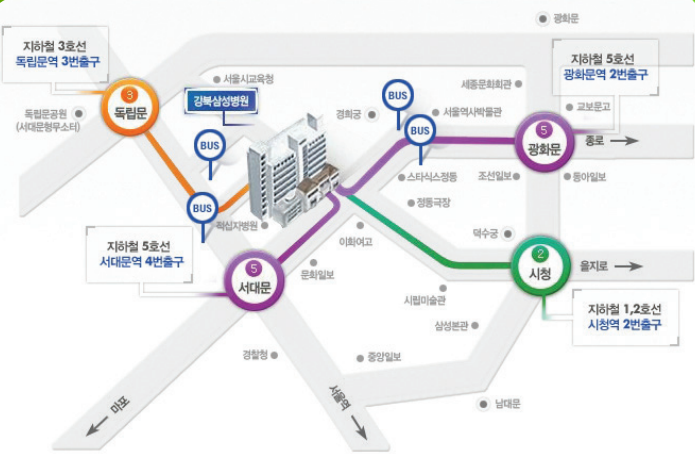 광화문
지하철 3호선
독립문역 3번출구
지하철 5호선
광화문역 2번출구
서울시교육청
세종문화회관
3
독립문
강북삼성병원
BUS
경희궁
서울역사박물관
교보문고
독립문공원
(서대문형무소터)
BUS
BUS
5
광화문
종로
스타식스정동
조선일보
동아일보
BUS
정동극장
적십자병원
이화여고
덕수궁
지하철 5호선
서대문역 4번출구
5
서대문
문화일보
2
시청
을지로
시립미술관
지하철 1,2호선
시청역 2번출구
삼성본관
경찰청
중앙일보
마포
서울역
남대문